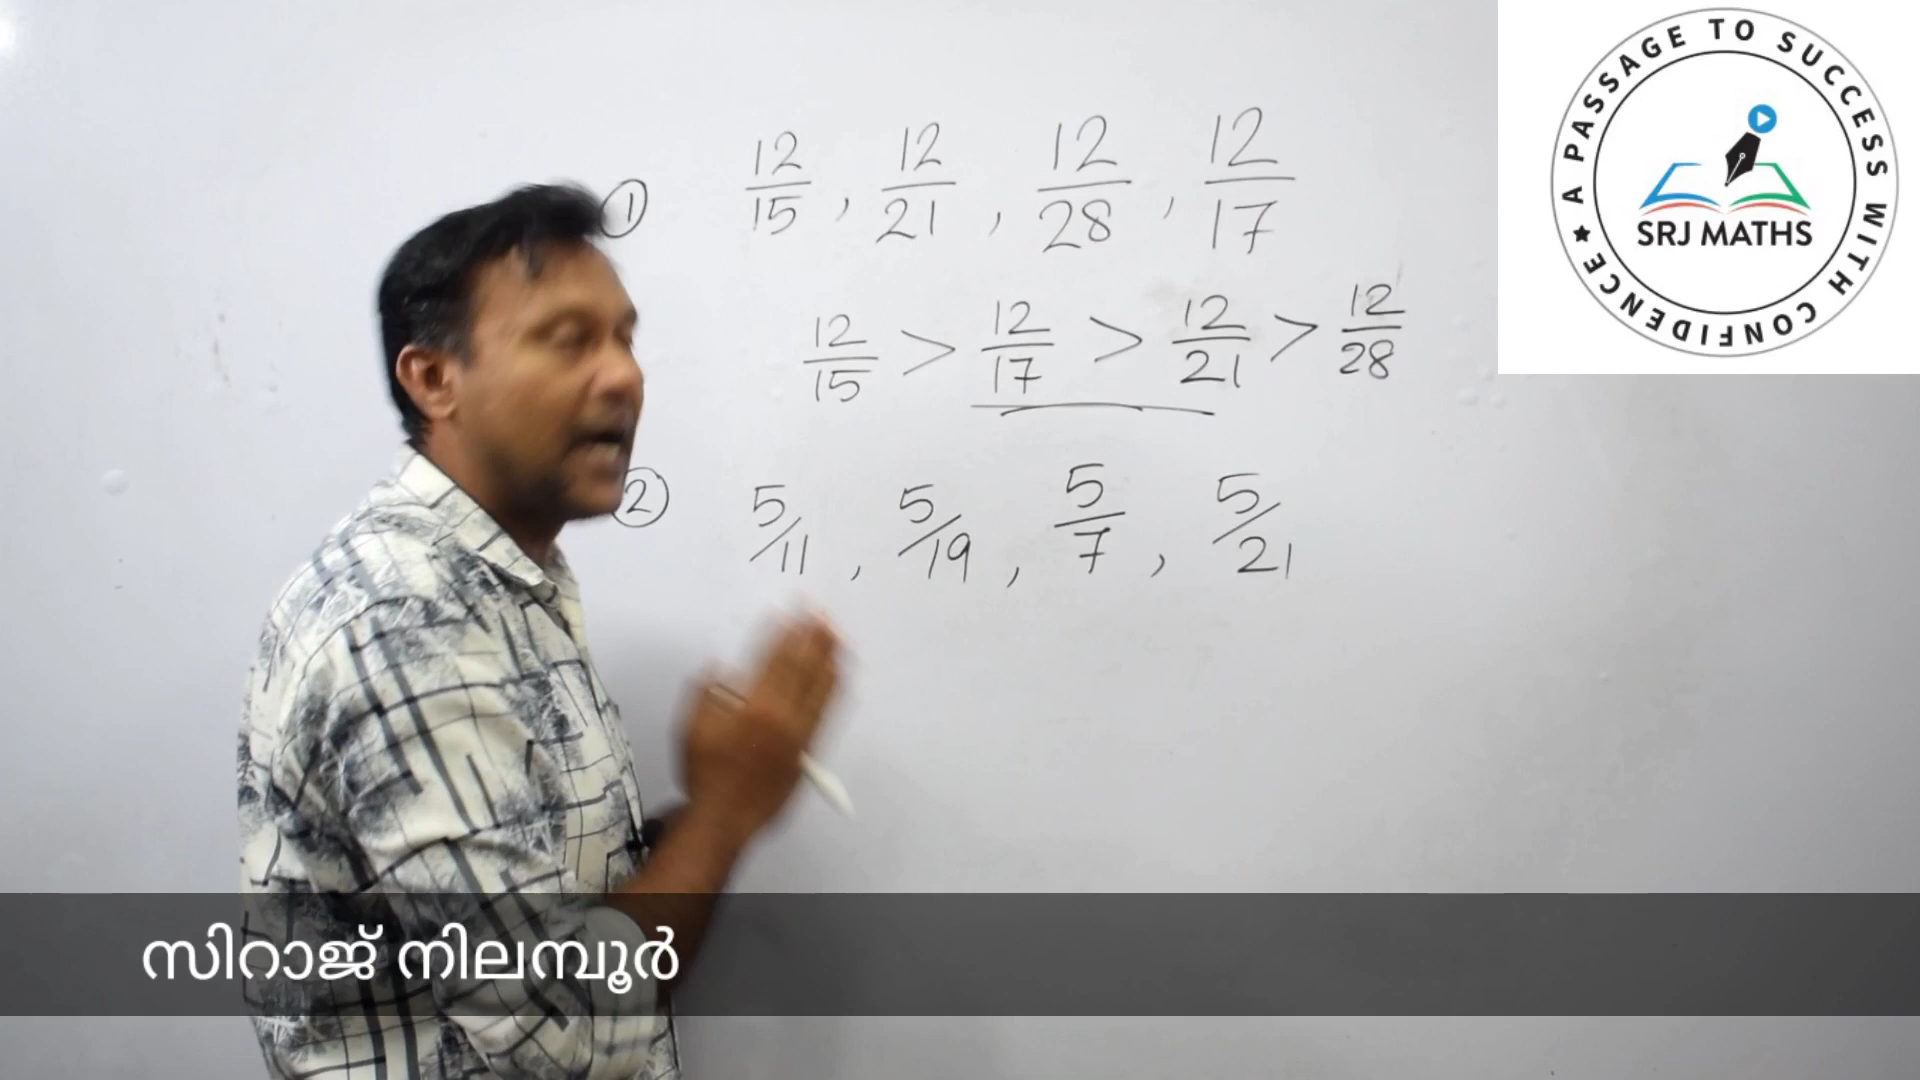 ① 12/15 , 12/21 , 12/28 , 12/17
12/15 > 12/17 > 12/21 > 12/28
② 5/11 , 5/19 , 5/7 , 5/21
A PASSAGE TO SUCCESS WITH CONFIDENCE ★
SRJ MATHS
സിറാജ് നിലമ്പൂർ